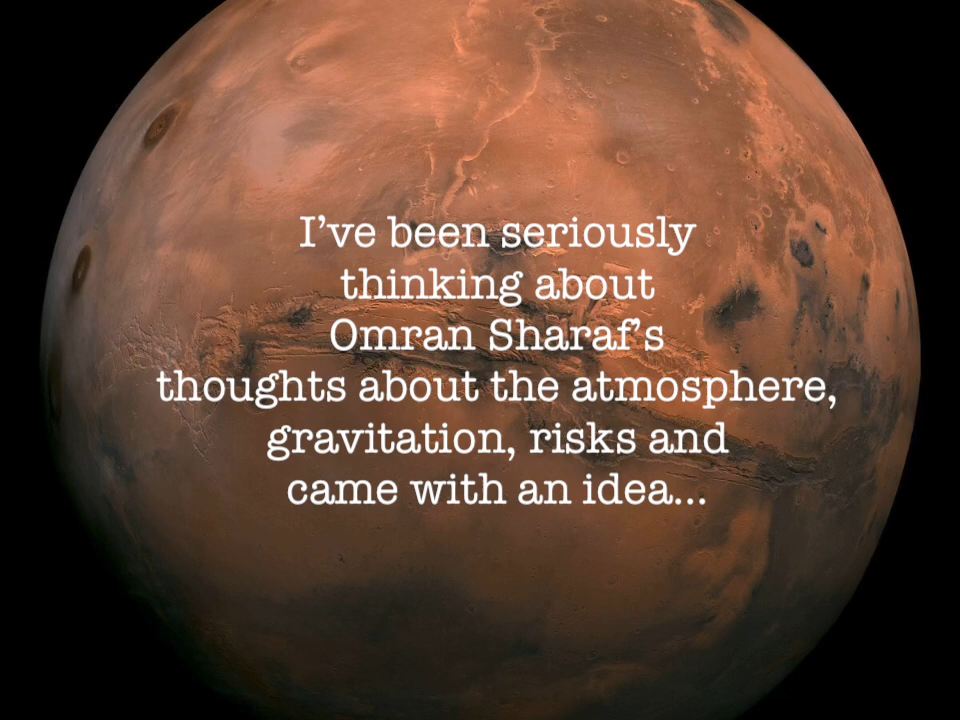 I’ve been seriously
thinking about
Omran Sharaf’s
thoughts about the atmosphere,
gravitation, risks and
came with an idea...